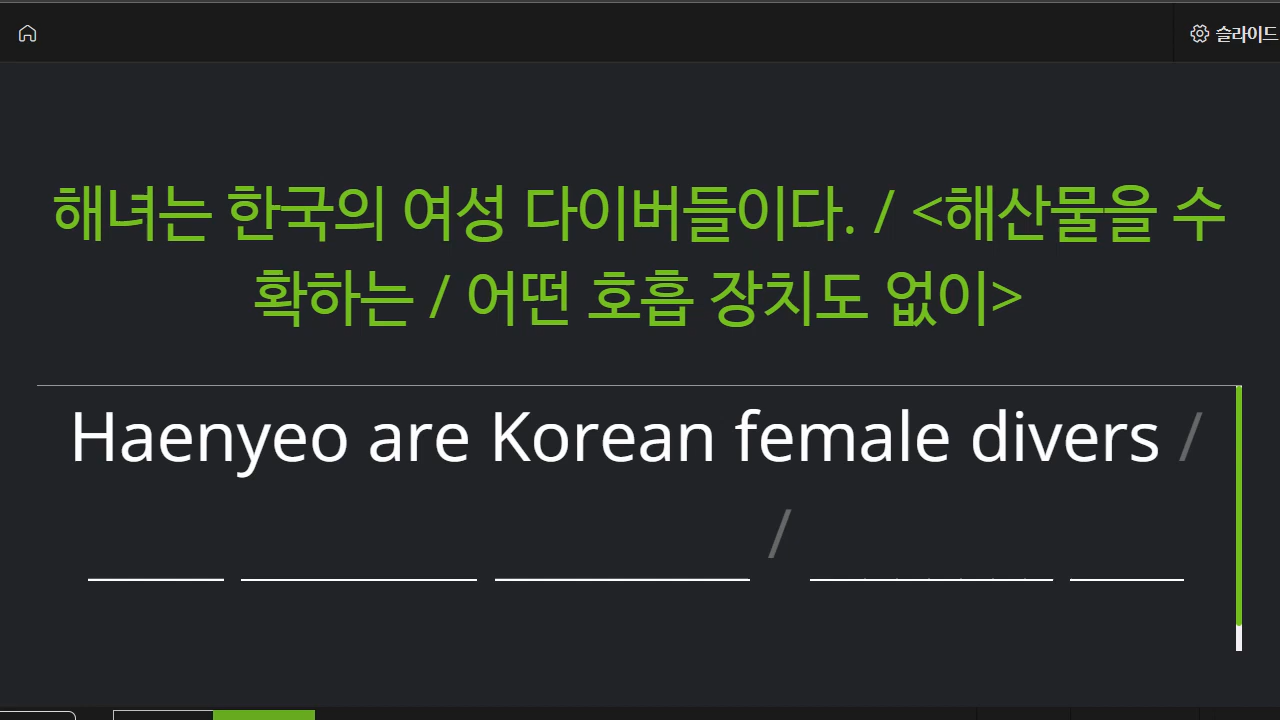 슬라이드
해녀는 한국의 여성 다이버들이다. / <해산물을 수
확하는 / 어떤 호흡 장치도 없이>
Haenyeo are Korean female divers /
/